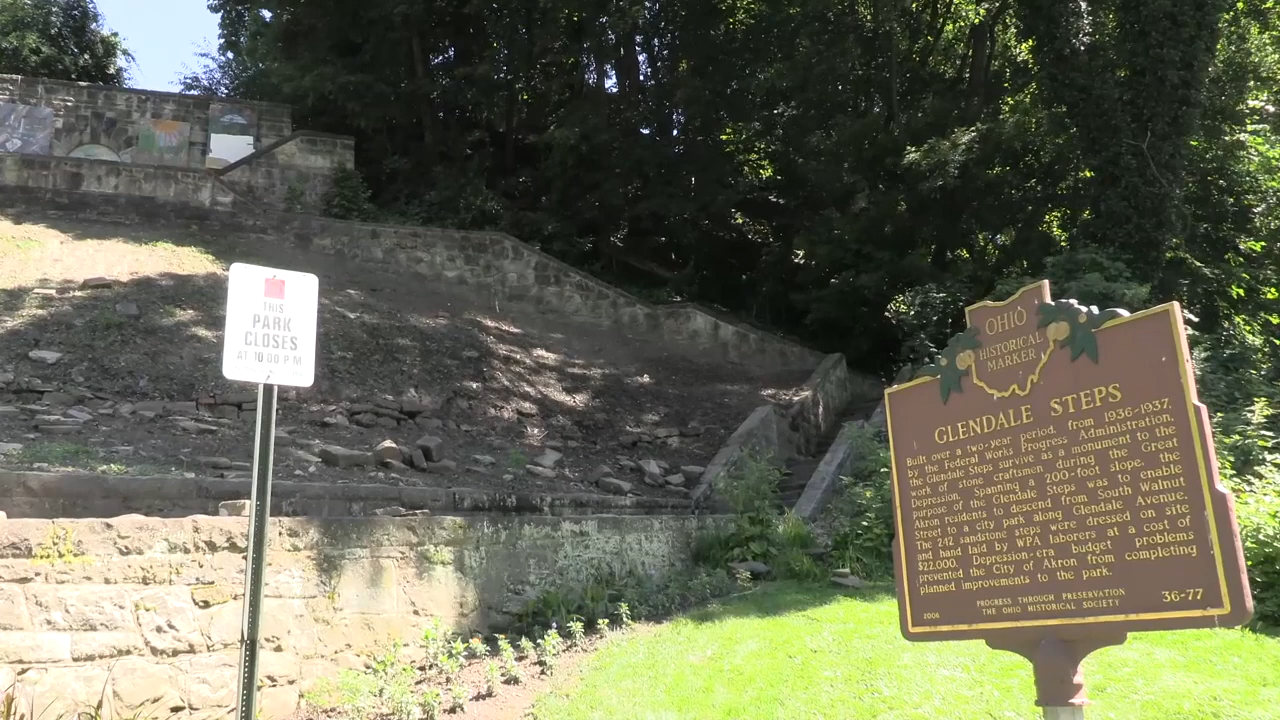 THIS
PARK
CLOSES
AT 10:00 P.M
OHIO
HISTORICAL
MARKER
GLENDALE STEPS
Built over a two-year period, from 1936-1937,
by the Federal Works Progress Administration,
the Glendale Steps survive as a monument to the
work of stone craftsmen during the Great
Depression. Spanning a 200-foot slope, the
purpose of the Glendale Steps was to enable
Akron residents to descend from South Walnut
Street to a city park along Glendale Avenue.
The 242 sandstone steps were dressed on site
and hand laid by WPA laborers at a cost of
$22,000. Depression-era budget problems
prevented the City of Akron from completing
planned improvements to the park.
PROGRESS THROUGH PRESERVATION
THE OHIO HISTORICAL SOCIETY
2006
36-77